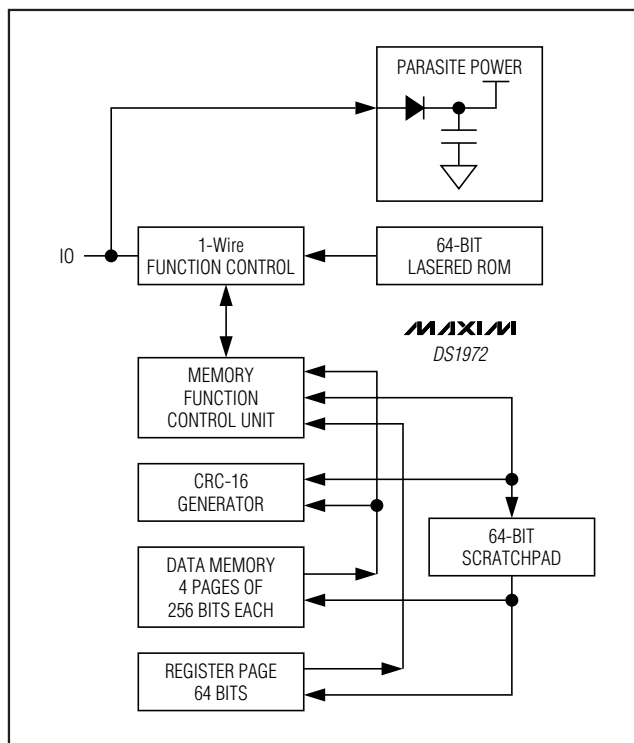 PARASITE POWER
IO
1-Wire
FUNCTION CONTROL
64-BIT
LASERED ROM
MAXIM
DS1972
MEMORY
FUNCTION
CONTROL UNIT
CRC-16
GENERATOR
64-BIT
SCRATCHPAD
DATA MEMORY
4 PAGES OF
256 BITS EACH
REGISTER PAGE
64 BITS